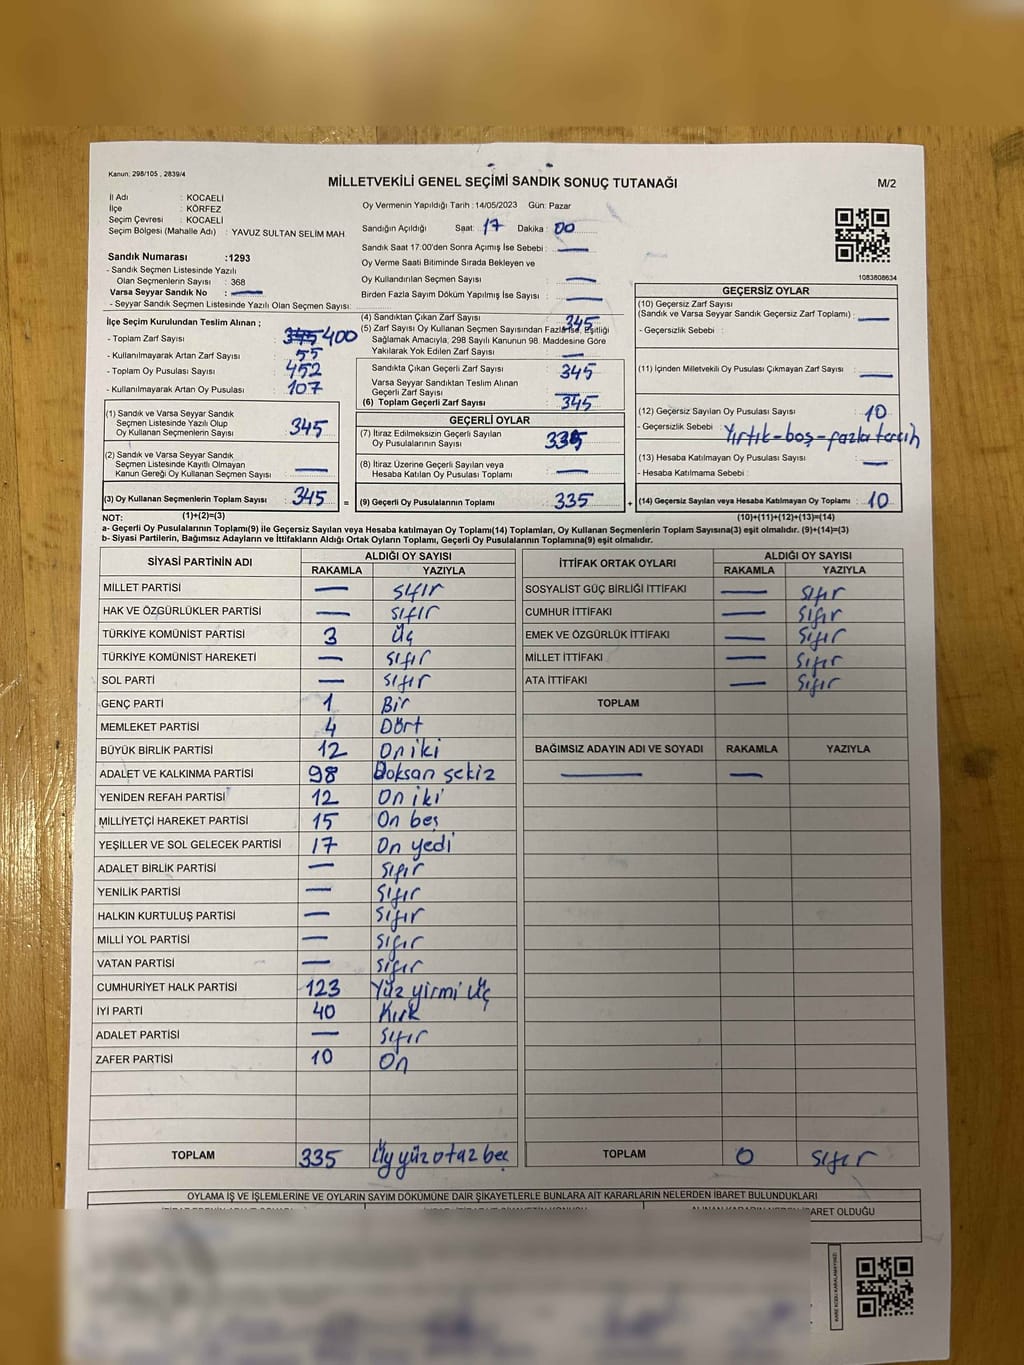 Kanun, 298/105 , 2839/4
MİLLETVEKİLİ GENEL SEÇİMİ SANDIK SONUÇ TUTANAĞI
M/2
İl Adı : KOCAELİ
İlçe : KÖRFEZ
Seçim Çevresi : KOCAELİ
Seçim Bölgesi (Mahalle Adı) : YAVUZ SULTAN SELİM MAH.
Oy Vermenin Yapıldığı Tarih : 14/05/2023 Gün: Pazar
Sandığın Açıldığı Saat: 17 Dakika: 00
Sandık Saat 17:00'den Sonra Açımış İse Sebebi : —
Oy Verme Saati Bitiminde Sırada Bekleyen ve
Oy Kullandırılan Seçmen Sayısı : —
Birden Fazla Sayım Döküm Yapılmış İse Sayısı : —
1083808634
Sandık Numarası :1293
- Sandık Seçmen Listesinde Yazılı
Olan Seçmenlerin Sayısı : 368
Varsa Seyyar Sandık No : —
- Seyyar Sandık Seçmen Listesinde Yazılı Olan Seçmen Sayısı:
İlçe Seçim Kurulundan Teslim Alınan ;
- Toplam Zarf Sayısı : 345 400
- Kullanılmayarak Artan Zarf Sayısı : 55
- Toplam Oy Pusulası Sayısı : 452
- Kullanılmayarak Artan Oy Pusulası : 107
(1) Sandık ve Varsa Seyyar Sandık
Seçmen Listesinde Yazılı Olup
Oy Kullanan Seçmenlerin Sayısı : 345
(2) Sandık ve Varsa Seyyar Sandık
Seçmen Listesinde Kayıtlı Olmayan
Kanun Gereği Oy Kullanan Seçmen Sayısı : —
(3) Oy Kullanan Seçmenlerin Toplam Sayısı : 345 =
(1)+(2)=(3)
(4) Sandıktan Çıkan Zarf Sayısı : 345
(5) Zarf Sayısı Oy Kullanan Seçmen Sayısından Fazla İse, Eşitliği
Sağlamak Amacıyla, 298 Sayılı Kanunun 98. Maddesine Göre
Yakılarak Yok Edilen Zarf Sayısı : —
Sandıkta Çıkan Geçerli Zarf Sayısı : 345
Varsa Seyyar Sandıktan Teslim Alınan
Geçerli Zarf Sayısı :
(6) Toplam Geçerli Zarf Sayısı : 345
GEÇERLİ OYLAR
(7) İtiraz Edilmeksizin Geçerli Sayılan
Oy Pusulalarının Sayısı : 335
(8) İtiraz Üzerine Geçerli Sayılan veya
Hesaba Katılan Oy Pusulası Toplamı : —
(9) Geçerli Oy Pusulalarının Toplamı : 335 +
GEÇERSİZ OYLAR
(10) Geçersiz Zarf Sayısı
(Sandık ve Varsa Seyyar Sandık Geçersiz Zarf Toplamı) : —
- Geçersizlik Sebebi :
(11) İçinden Milletvekili Oy Pusulası Çıkmayan Zarf Sayısı : —
(12) Geçersiz Sayılan Oy Pusulası Sayısı : 10
- Geçersizlik Sebebi : Yırtık-boş-fazla tercih
(13) Hesaba Katılmayan Oy Pusulası Sayısı : —
- Hesaba Katılmama Sebebi :
(14) Geçersiz Sayılan veya Hesaba Katılmayan Oy Toplamı : 10
(10)+(11)+(12)+(13)=(14)
NOT:
a- Geçerli Oy Pusulalarının Toplamı(9) ile Geçersiz Sayılan veya Hesaba katılmayan Oy Toplamı(14) Toplamları, Oy Kullanan Seçmenlerin Toplam Sayısına(3) eşit olmalıdır. (9)+(14)=(3)
b- Siyasi Partilerin, Bağımsız Adayların ve İttifakların Aldığı Ortak Oyların Toplamı, Geçerli Oy Pusulalarının Toplamına(9) eşit olmalıdır.
SİYASİ PARTİNİN ADI ALDIĞI OY SAYISI
RAKAMLA YAZIYLA
MİLLET PARTİSİ — sıfır
HAK VE ÖZGÜRLÜKLER PARTİSİ — sıfır
TÜRKİYE KOMÜNİST PARTİSİ 3 Üç
TÜRKİYE KOMÜNİST HAREKETİ — sıfır
SOL PARTİ — sıfır
GENÇ PARTİ 1 Bir
MEMLEKET PARTİSİ 4 Dört
BÜYÜK BİRLİK PARTİSİ 12 On iki
ADALET VE KALKINMA PARTİSİ 98 Doksan sekiz
YENİDEN REFAH PARTİSİ 12 On iki
MİLLİYETÇİ HAREKET PARTİSİ 15 On beş
YEŞİLLER VE SOL GELECEK PARTİSİ 17 On yedi
ADALET BİRLİK PARTİSİ — sıfır
YENİLİK PARTİSİ — sıfır
HALKIN KURTULUŞ PARTİSİ — sıfır
MİLLİ YOL PARTİSİ — sıfır
VATAN PARTİSİ — sıfır
CUMHURİYET HALK PARTİSİ 123 Yüz yirmi üç
İYİ PARTİ 40 Kırk
ADALET PARTİSİ — sıfır
ZAFER PARTİSİ 10 On
TOPLAM 335 Üç yüz otuz beş
İTTİFAK ORTAK OYLARI ALDIĞI OY SAYISI
RAKAMLA YAZIYLA
SOSYALİST GÜÇ BİRLİĞİ İTTİFAKI — sıfır
CUMHUR İTTİFAKI — sıfır
EMEK VE ÖZGÜRLÜK İTTİFAKI — sıfır
MİLLET İTTİFAKI — sıfır
ATA İTTİFAKI — sıfır
TOPLAM
BAĞIMSIZ ADAYIN ADI VE SOYADI RAKAMLA YAZIYLA
— —
TOPLAM 0 sıfır
OYLAMA İŞ VE İŞLEMLERİNE VE OYLARIN SAYIM DÖKÜMÜNE DAİR ŞİKAYETLERLE BUNLARA AİT KARARLARIN NELERDEN İBARET BULUNDUKLARI
İBARET OLDUĞU
KARE KODU KARALAMAYINIZ!